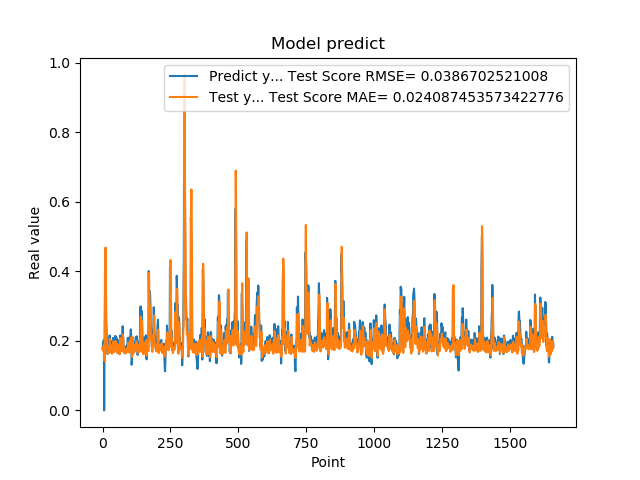 Model predict
Predict y... Test Score RMSE= 0.0386702521008
Test y... Test Score MAE= 0.024087453573422776
Real value
1.0
0.8
0.6
0.4
0.2
0.0
0 250 500 750 1000 1250 1500
Point